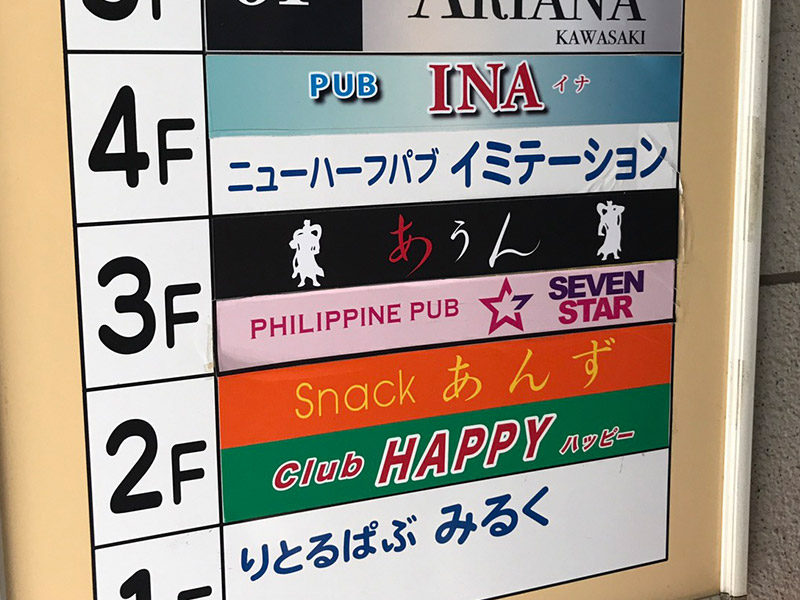 ARIANA
KAWASAKI
4F
PUB INA イナ
ニューハーフパブ イミテーション
3F
あうん
PHILIPPINE PUB SEVEN STAR
2F
Snack あんず
Club HAPPY ハッピー
1F
りとるぱぶ みるく